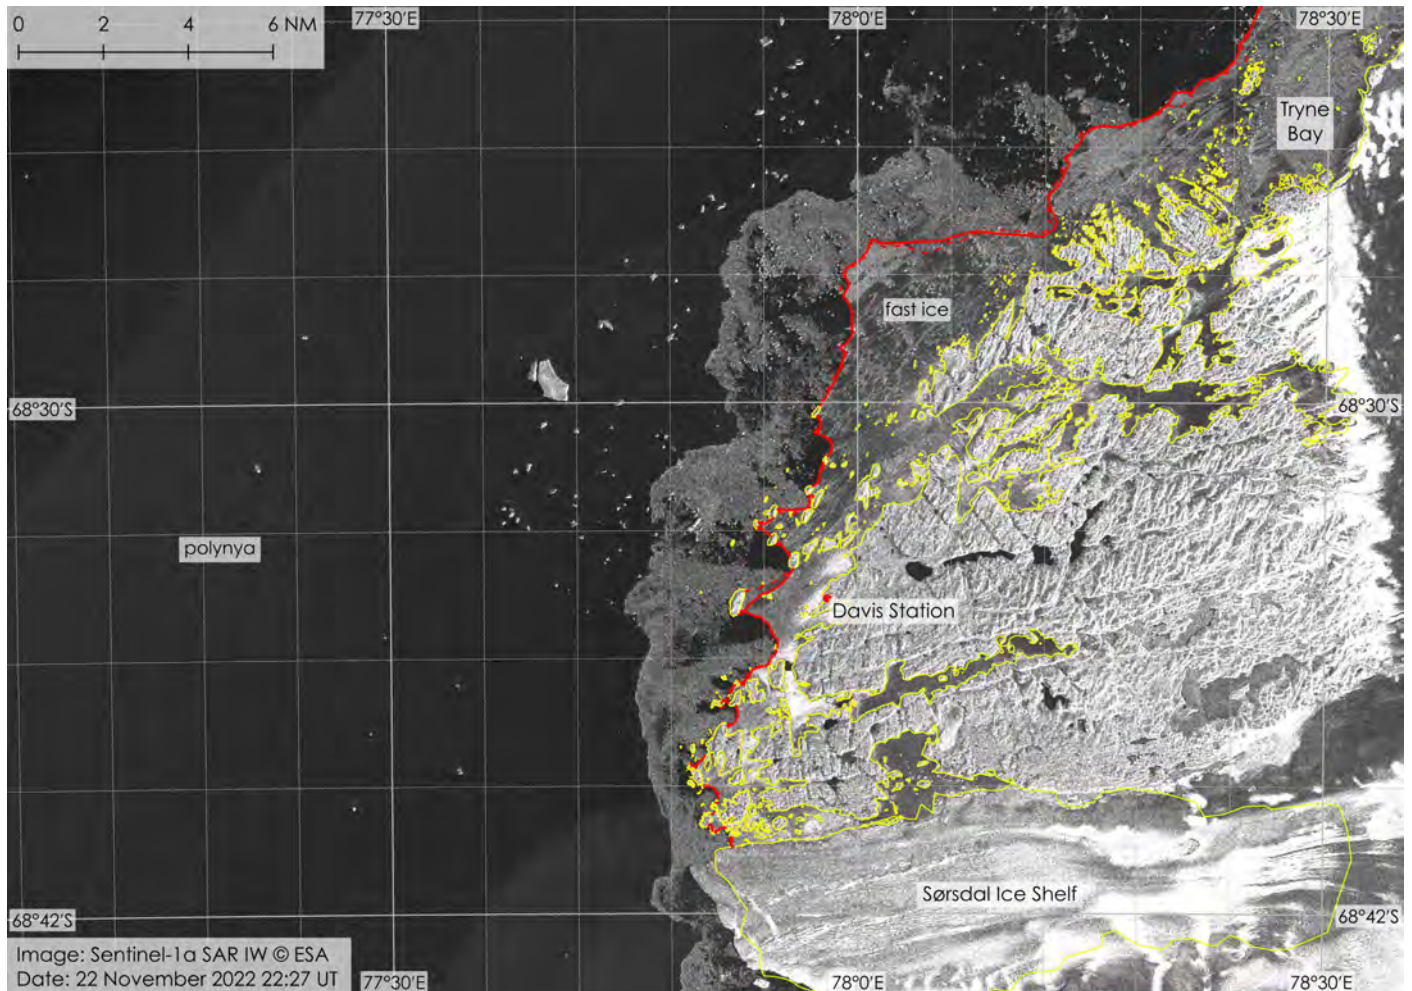 0 2 4 6 NM
77°30'E
78°0'E
78°30'E
Tryne
Bay
fast ice
68°30'S
68°30'S
polynya
Davis Station
Sørsdal Ice Shelf
68°42'S
68°42'S
Image: Sentinel-1a SAR IW © ESA
Date: 22 November 2022 22:27 UT
77°30'E
78°0'E
78°30'E